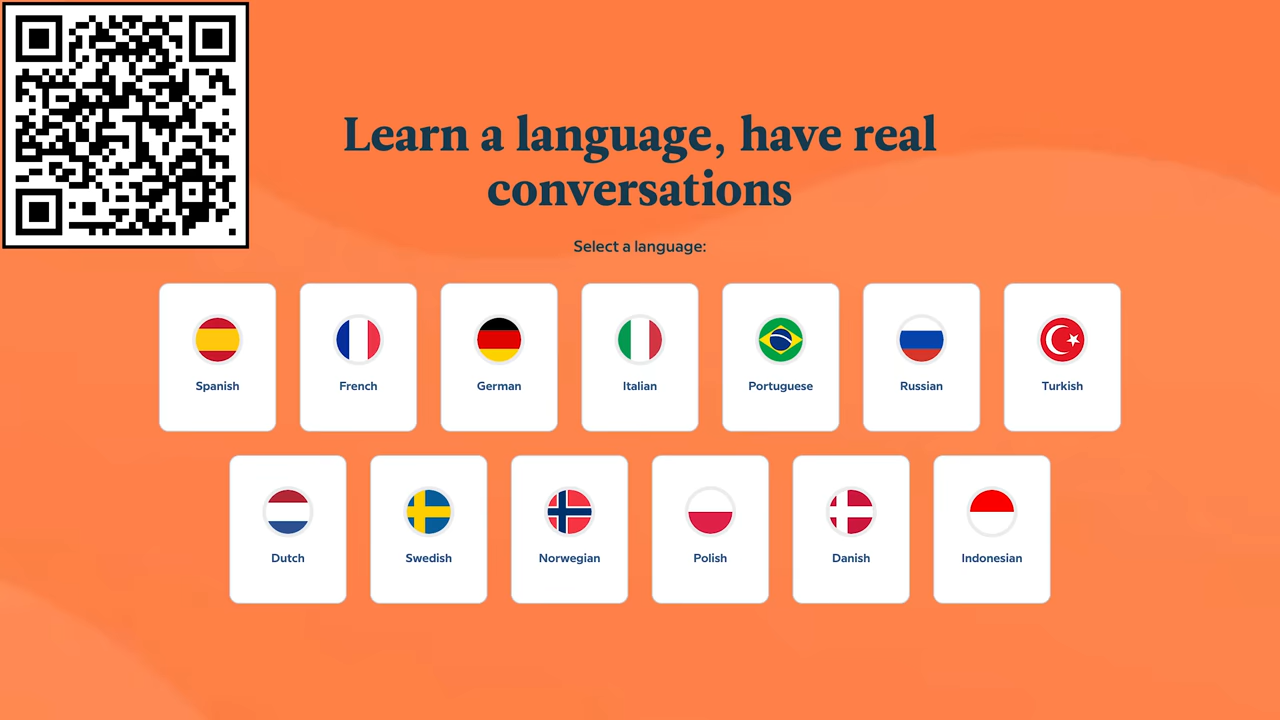 Learn a language, have real
conversations
Select a language:
Spanish
French
German
Italian
Portuguese
Russian
Turkish
Dutch
Swedish
Norwegian
Polish
Danish
Indonesian